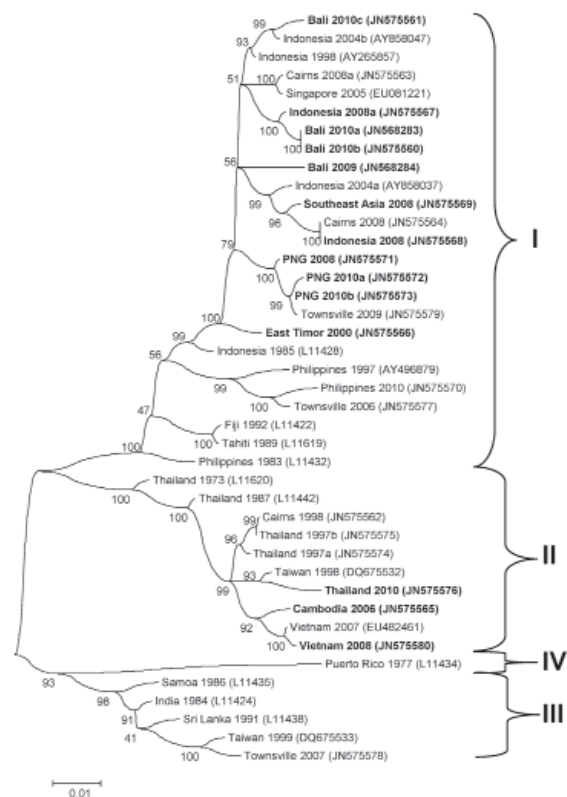 99 Bali 2010c (JN575561)
Indonesia 2004b (AY858047)
93 Indonesia 1998 (AY265857)
51 100 Cairns 2008a (JN575563)
Singapore 2005 (EU081221)
Indonesia 2008a (JN575567)
100 Bali 2010a (JN568283)
100 Bali 2010b (JN575560)
56 Bali 2009 (JN568284)
Indonesia 2004a (AY858037)
99 Southeast Asia 2008 (JN575569)
96 Cairns 2008 (JN575564)
100 Indonesia 2008 (JN575568)
I
79 PNG 2008 (JN575571)
100 PNG 2010a (JN575572)
PNG 2010b (JN575573)
99 Townsville 2009 (JN575579)
100 East Timor 2000 (JN575566)
99 Indonesia 1985 (L11428)
56 Philippines 1997 (AY496879)
99 Philippines 2010 (JN575570)
100 Townsville 2006 (JN575577)
47 Fiji 1992 (L11422)
100 Tahiti 1989 (L11619)
100 Philippines 1983 (L11432)
Thailand 1973 (L11620)
100 Thailand 1987 (L11442)
100 99 Cairns 1998 (JN575562)
Thailand 1997b (JN575575)
96 Thailand 1997a (JN575574)
II
93 Taiwan 1998 (DQ675532)
99 Thailand 2010 (JN575576)
Cambodia 2006 (JN575565)
92 Vietnam 2007 (EU482461)
100 Vietnam 2008 (JN575580)
Puerto Rico 1977 (L11434)
IV
93 Samoa 1986 (L11435)
98 India 1984 (L11424)
91 Sri Lanka 1991 (L11438)
III
41 Taiwan 1999 (DQ675533)
100 Townsville 2007 (JN575578)
0.01